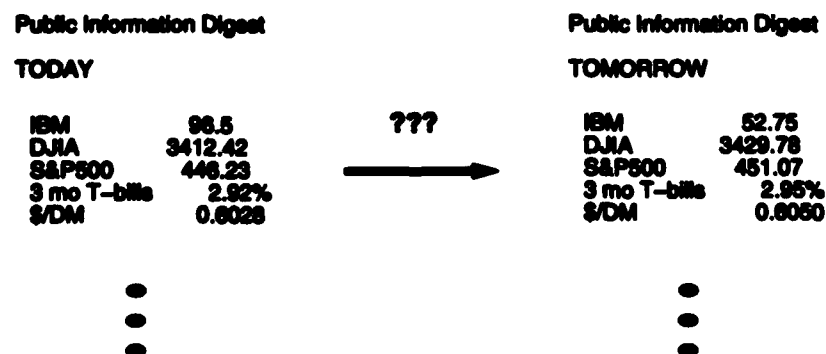 Public Information Digest
TODAY
IBM 96.5
DJIA 3412.42
S&P500 446.23
3 mo T-bills 2.92%
$/DM 0.6028
???
Public Information Digest
TOMORROW
IBM 52.75
DJIA 3429.78
S&P500 451.07
3 mo T-bills 2.95%
$/DM 0.6050